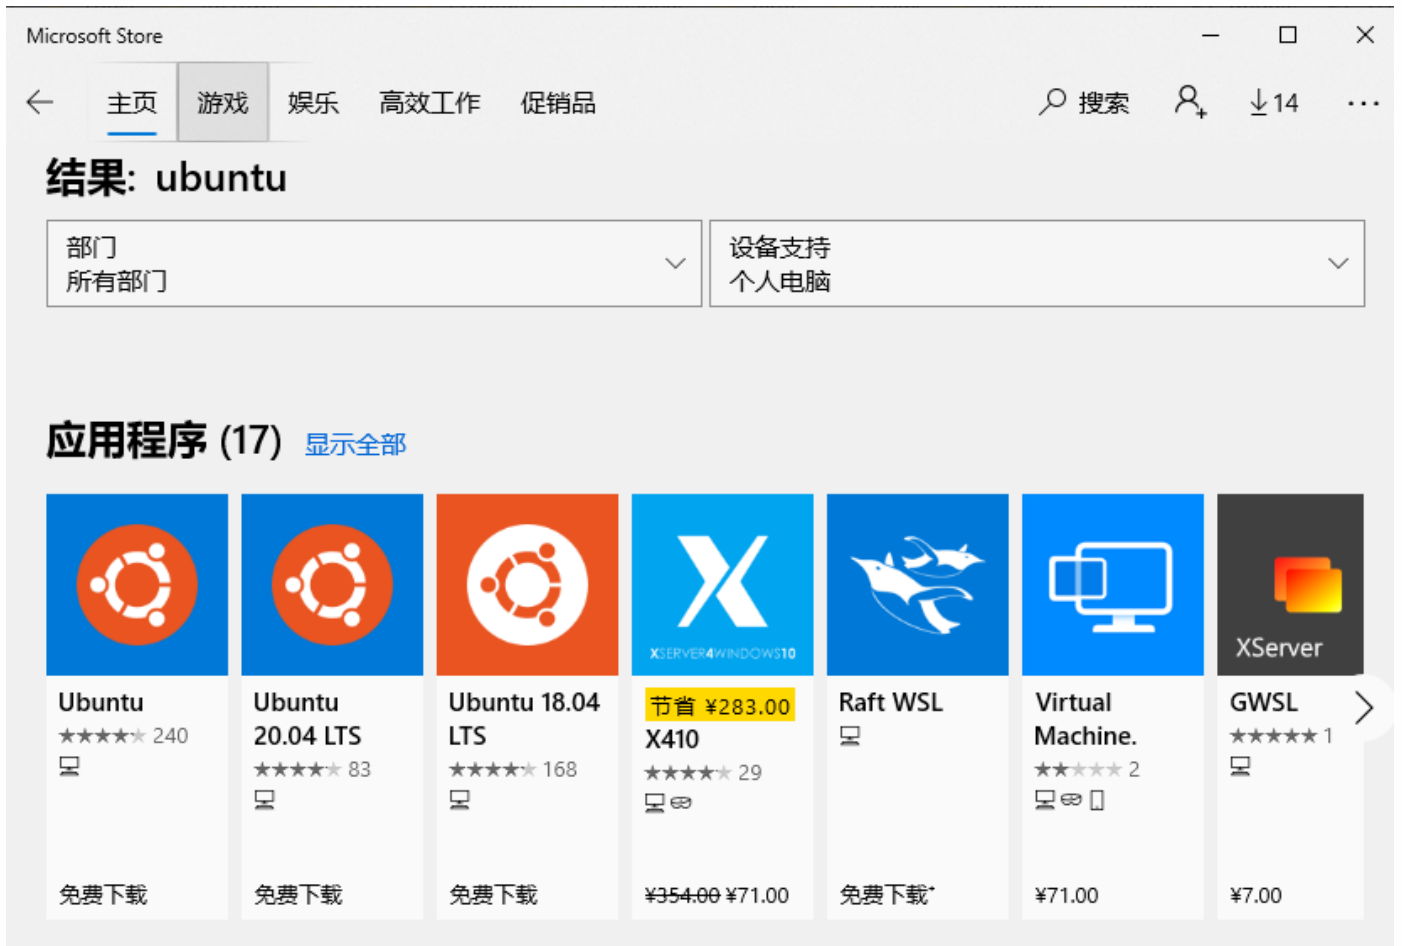 Microsoft Store
主页 游戏 娱乐 高效工作 促销品 搜索 14
结果: ubuntu
部门
所有部门
设备支持
个人电脑
应用程序 (17) 显示全部
XSERVER4WINDOWS10
XServer
Ubuntu
240
免费下载
Ubuntu
20.04 LTS
83
免费下载
Ubuntu 18.04
LTS
168
免费下载
节省 ¥283.00
X410
29
¥354.00 ¥71.00
Raft WSL
免费下载+
Virtual
Machine.
2
¥71.00
GWSL
1
¥7.00